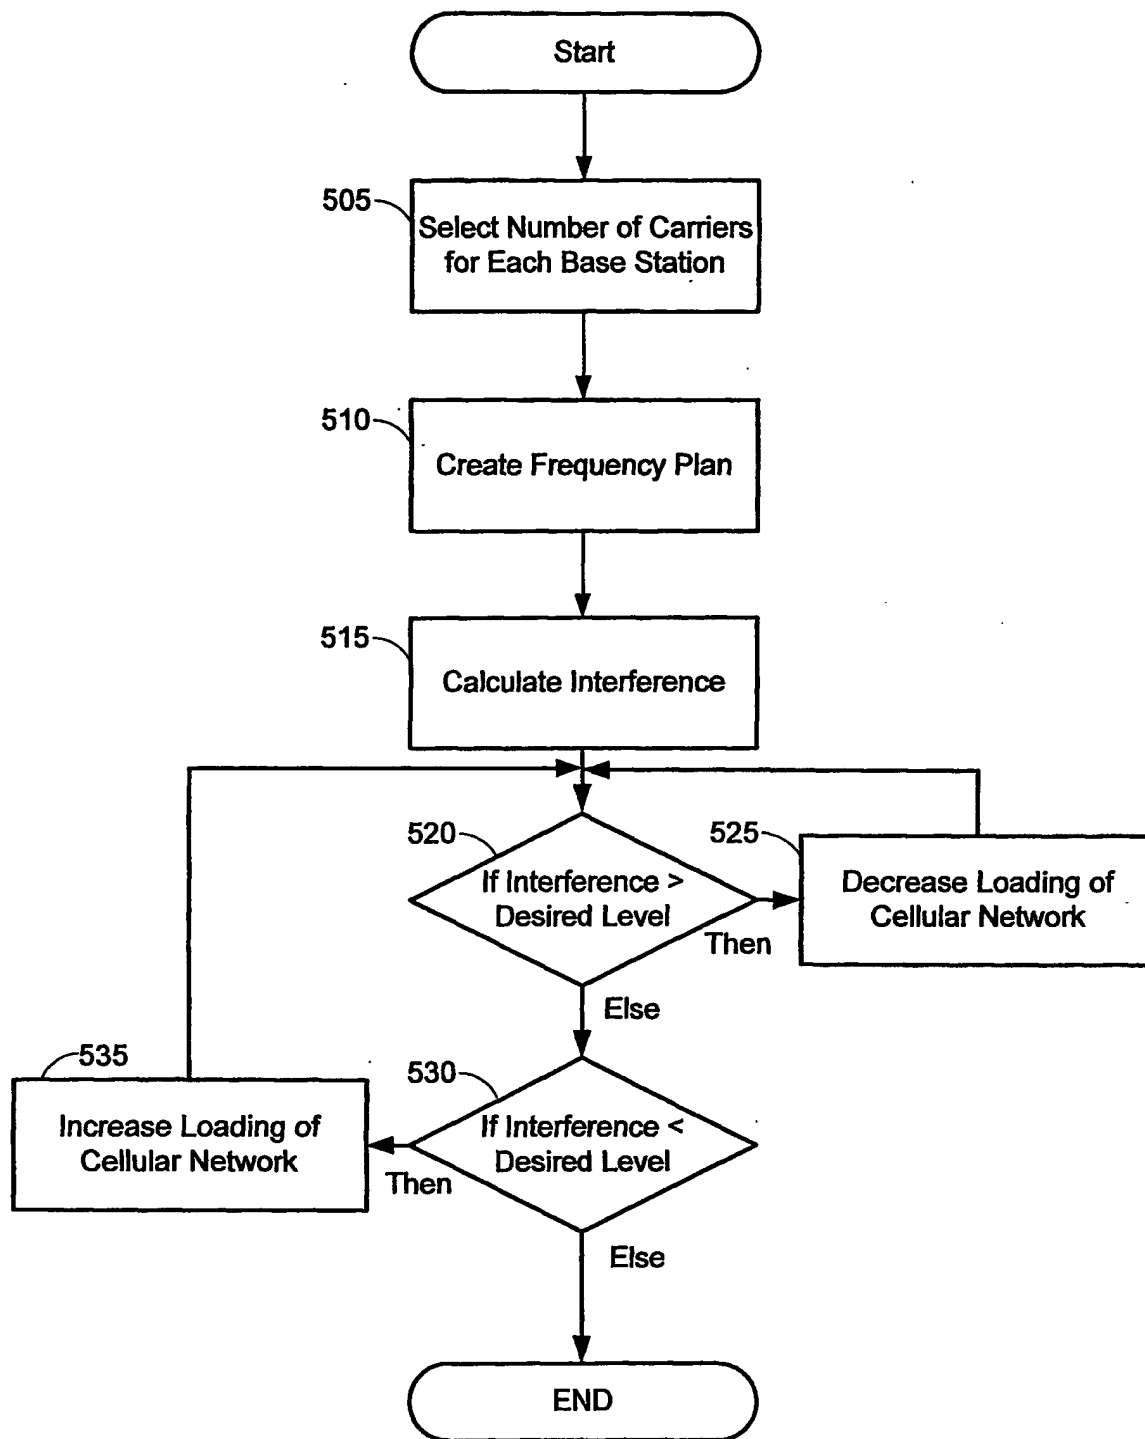 Start
505
Select Number of Carriers
for Each Base Station
510
Create Frequency Plan
515
Calculate Interference
520
If Interference >
Desired Level
Then
525
Decrease Loading of
Cellular Network
Else
535
Increase Loading of
Cellular Network
530
If Interference <
Desired Level
Then
Else
END